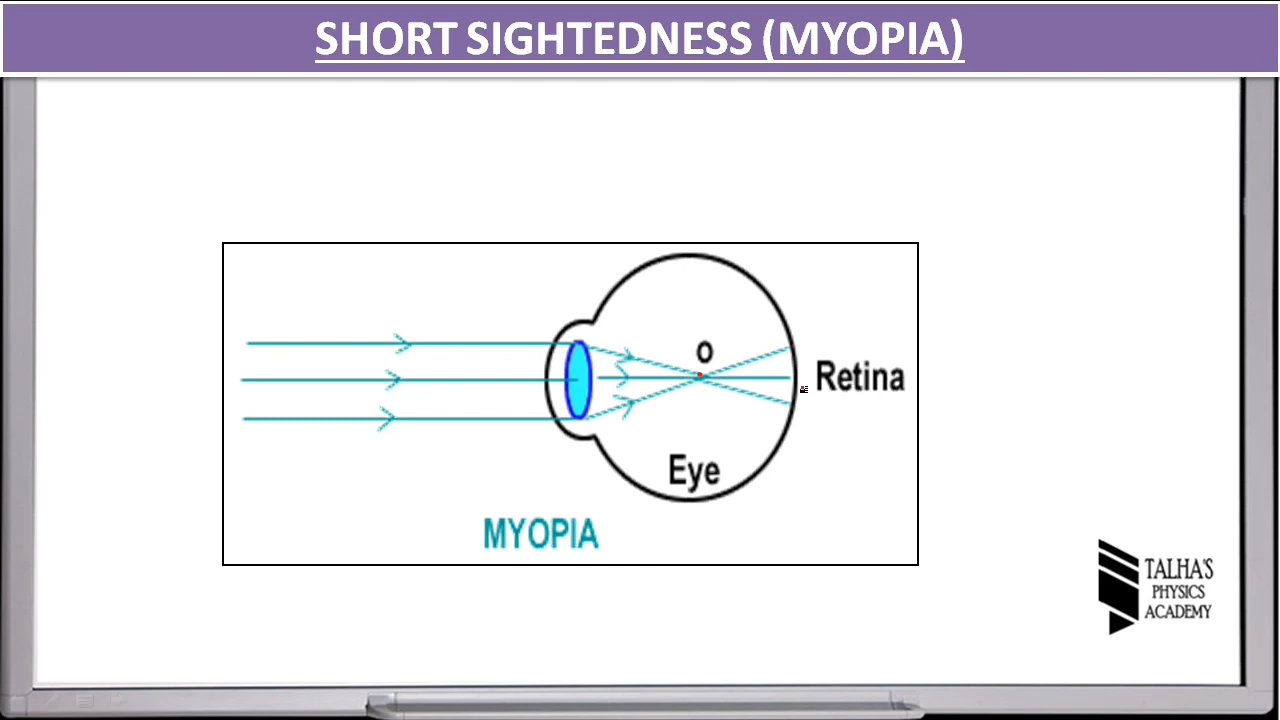 SHORT SIGHTEDNESS (MYOPIA)
O
Retina
Eye
MYOPIA
TALHA'S
PHYSICS
ACADEMY